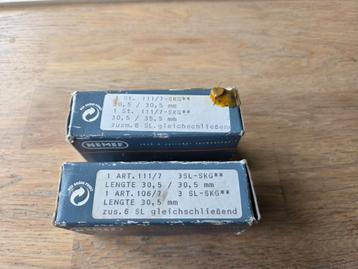 1 St. 111/7-SKG**
30,5 / 30,5 mm
1 St. 111/7-SKG**
30,5 / 35,5 mm
zus. 6 SL.gleichschließend
NEMEF
1 ART.111/7 3SL-SKG**
LENGTE 30,5 / 30,5 mm
1 ART.106/7 3 SL-SKG**
LENGTE 30,5 mm
zus.6 SL gleichschließend